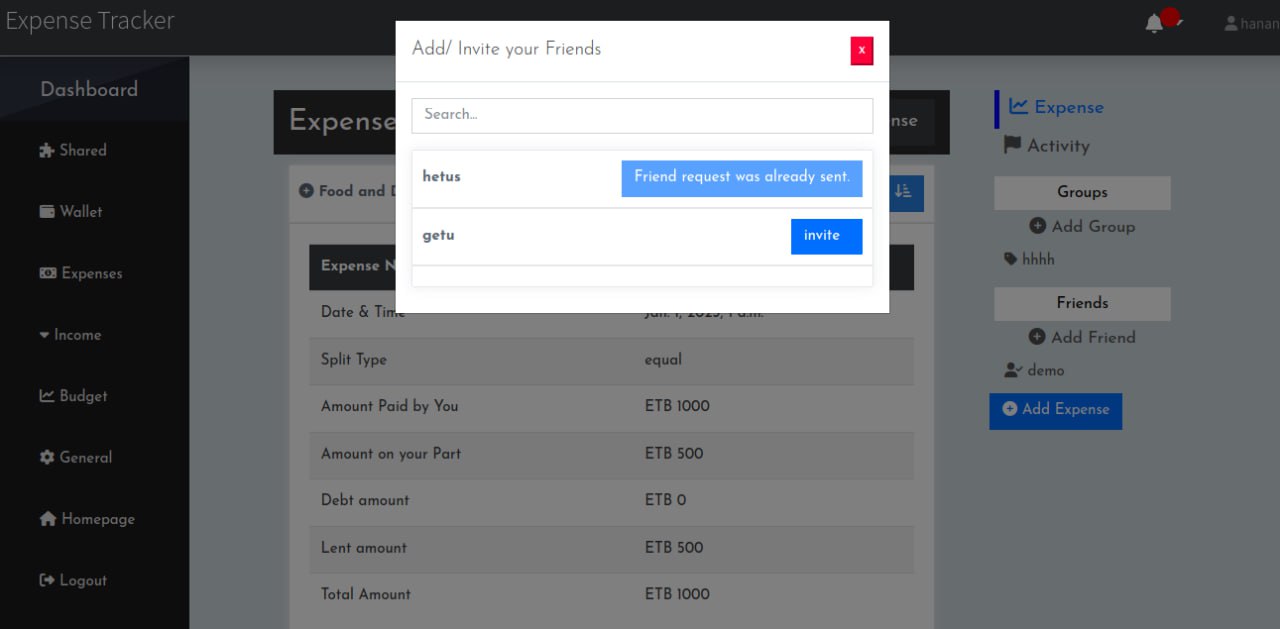 Expense Tracker
hanan
Add/ Invite your Friends
x
Search...
hetus
Friend request was already sent.
getu
invite
Dashboard
Shared
Wallet
Expenses
Income
Budget
General
Homepage
Logout
Expense
nse
Food and
Expense N
Date & Time
Jan. 1, 2023, 1 a.m.
Split Type
equal
Amount Paid by You
ETB 1000
Amount on your Part
ETB 500
Debt amount
ETB 0
Lent amount
ETB 500
Total Amount
ETB 1000
Expense
Activity
Groups
Add Group
hhhh
Friends
Add Friend
demo
Add Expense